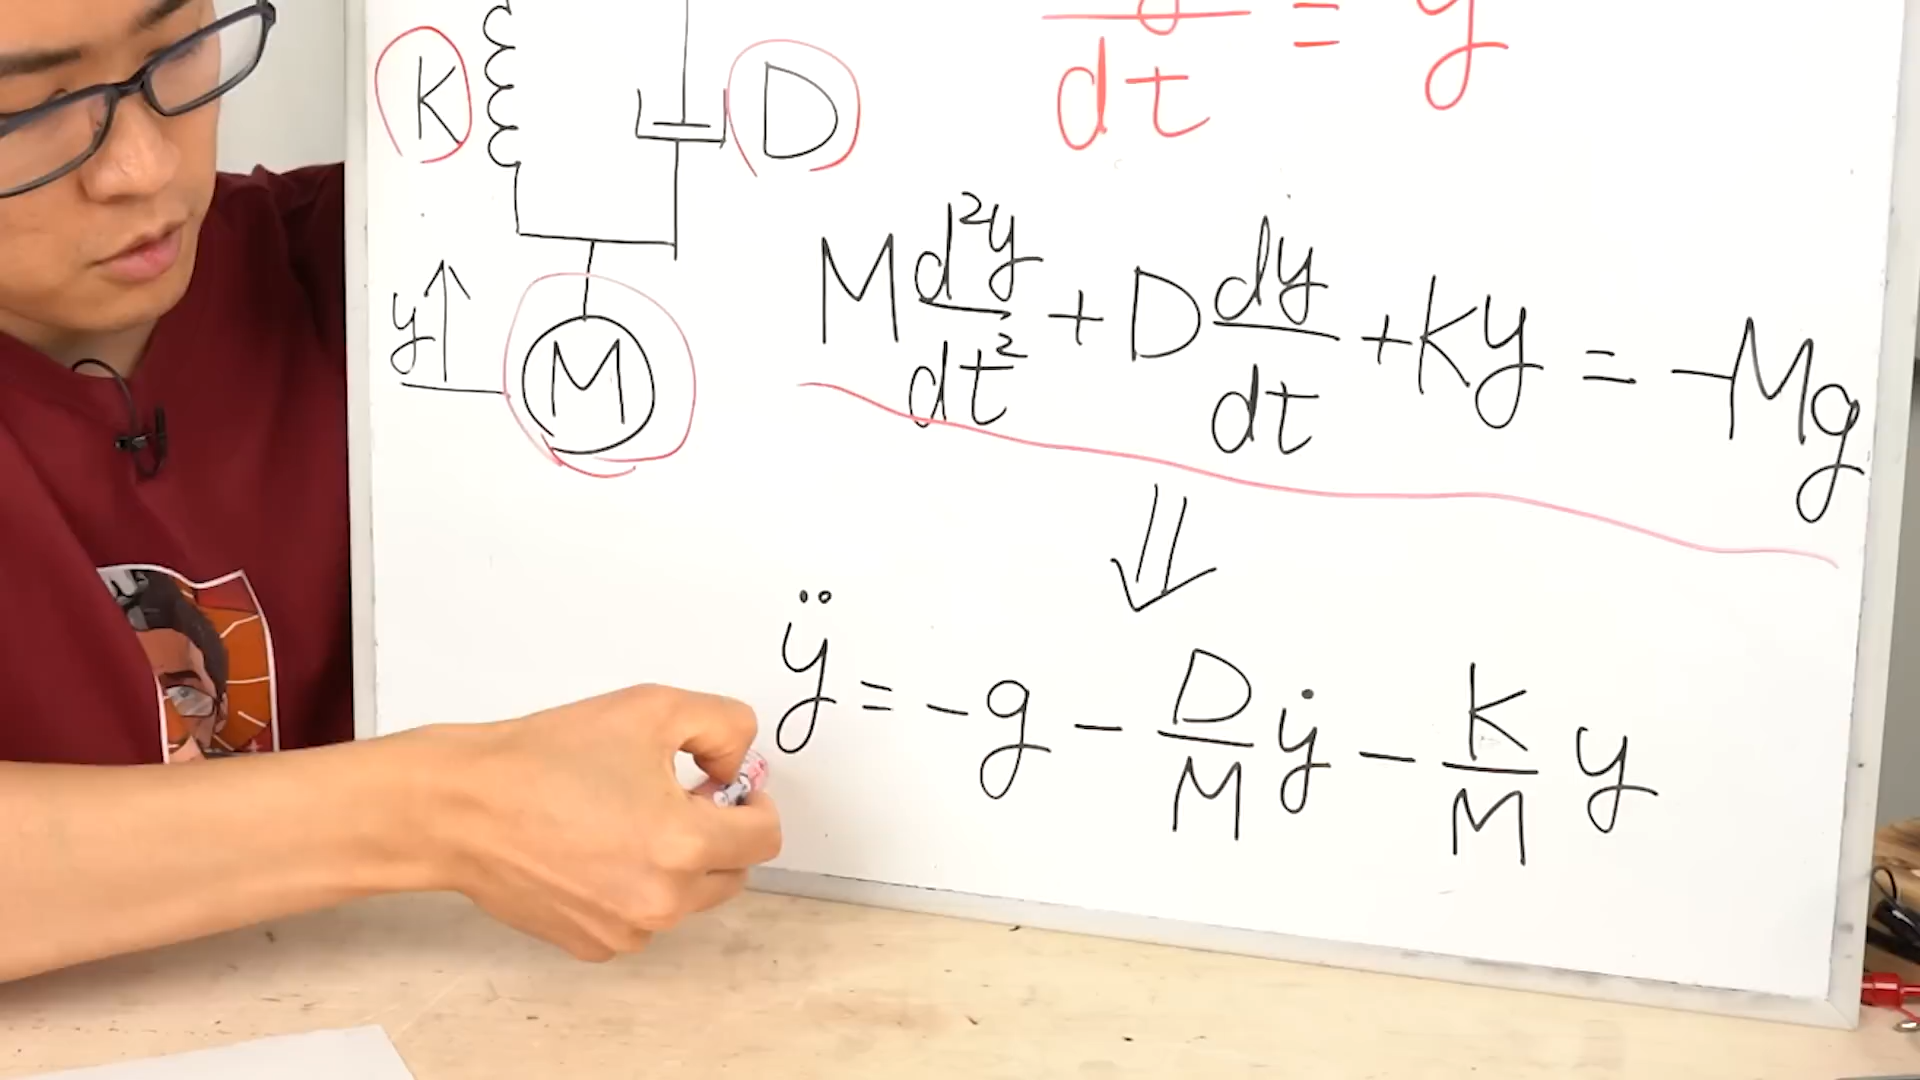 K
D
dt = ẏ
y
M
M d²y/dt² + D dy/dt + Ky = -Mg
⇓
ÿ = -g - D/M ẏ - K/M y